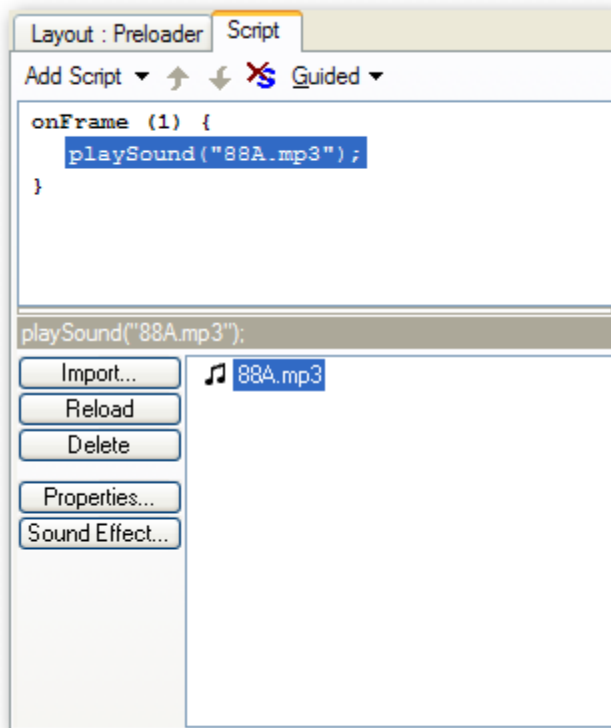 Layout : Preloader Script
Add Script Guided
onFrame (1) {
playSound("88A.mp3");
}
playSound("88A.mp3");
Import... 88A.mp3
Reload
Delete
Properties...
Sound Effect...